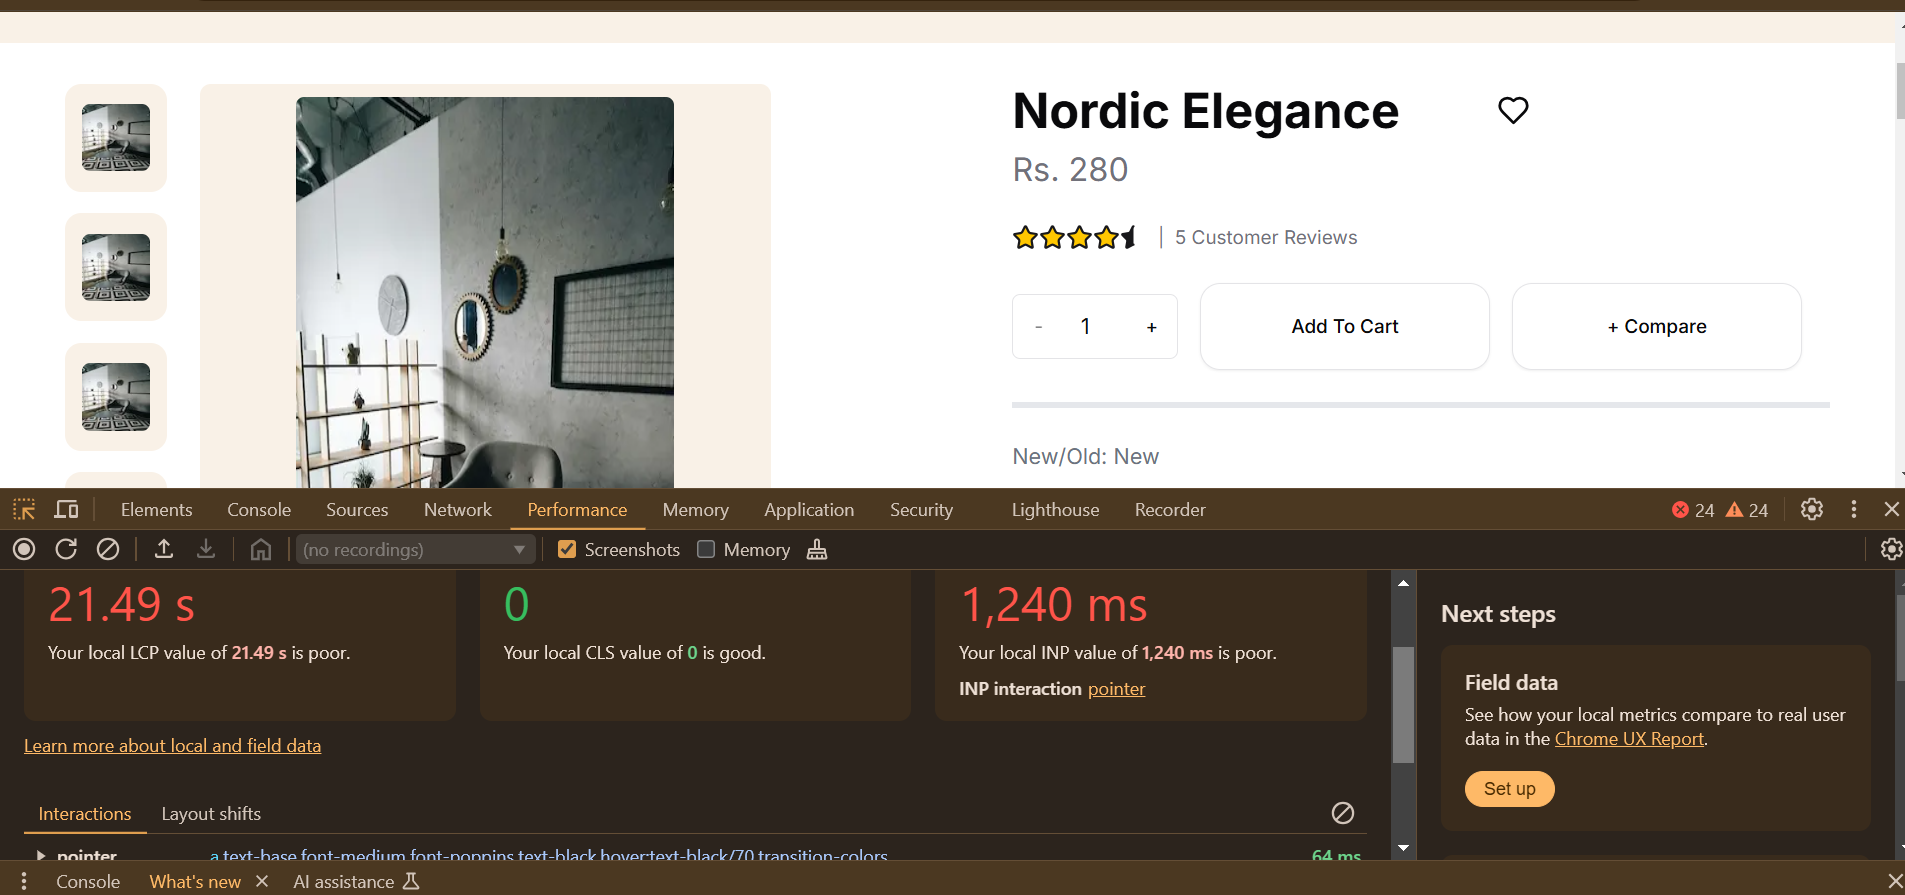 Nordic Elegance
Rs. 280
| 5 Customer Reviews
- 1 +
Add To Cart
+ Compare
New/Old: New
Elements Console Sources Network Performance Memory Application Security Lighthouse Recorder
24 24
(no recordings) Screenshots Memory
21.49 s
Your local LCP value of 21.49 s is poor.
0
Your local CLS value of 0 is good.
1,240 ms
Your local INP value of 1,240 ms is poor.
INP interaction pointer
Learn more about local and field data
Interactions Layout shifts
pointer a.text-base.font-medium.font-poppins.text-black.hover:text-black/70.transition-colors 64 ms
Next steps
Field data
See how your local metrics compare to real user
data in the Chrome UX Report.
Set up
Console What's new AI assistance